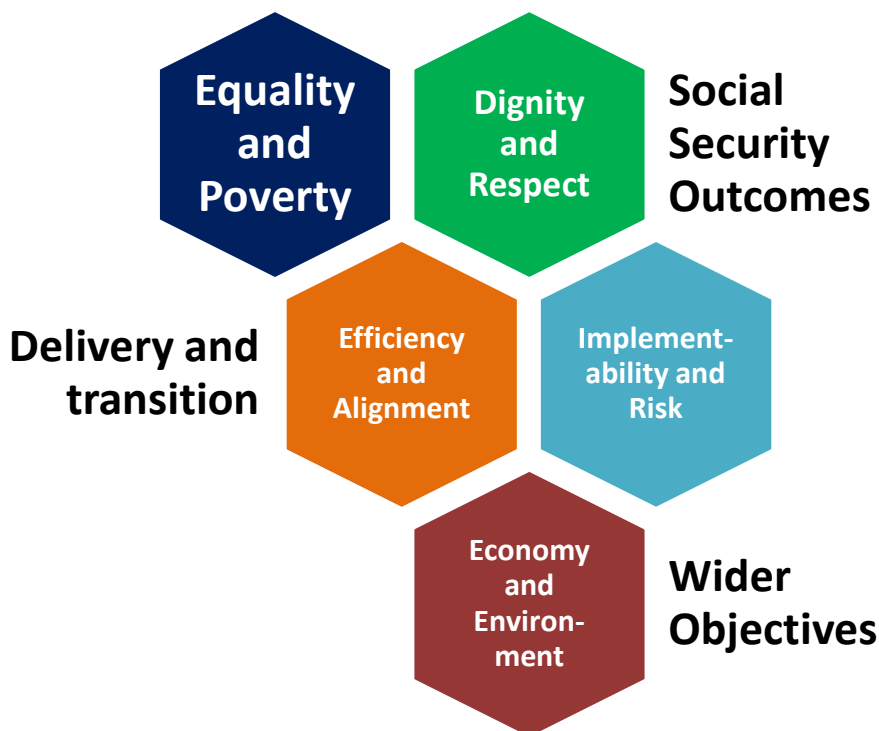 Equality
and
Poverty
Dignity
and
Respect
Social
Security
Outcomes
Delivery and
transition
Efficiency
and
Alignment
Implement-
ability and
Risk
Economy
and
Environ-
ment
Wider
Objectives